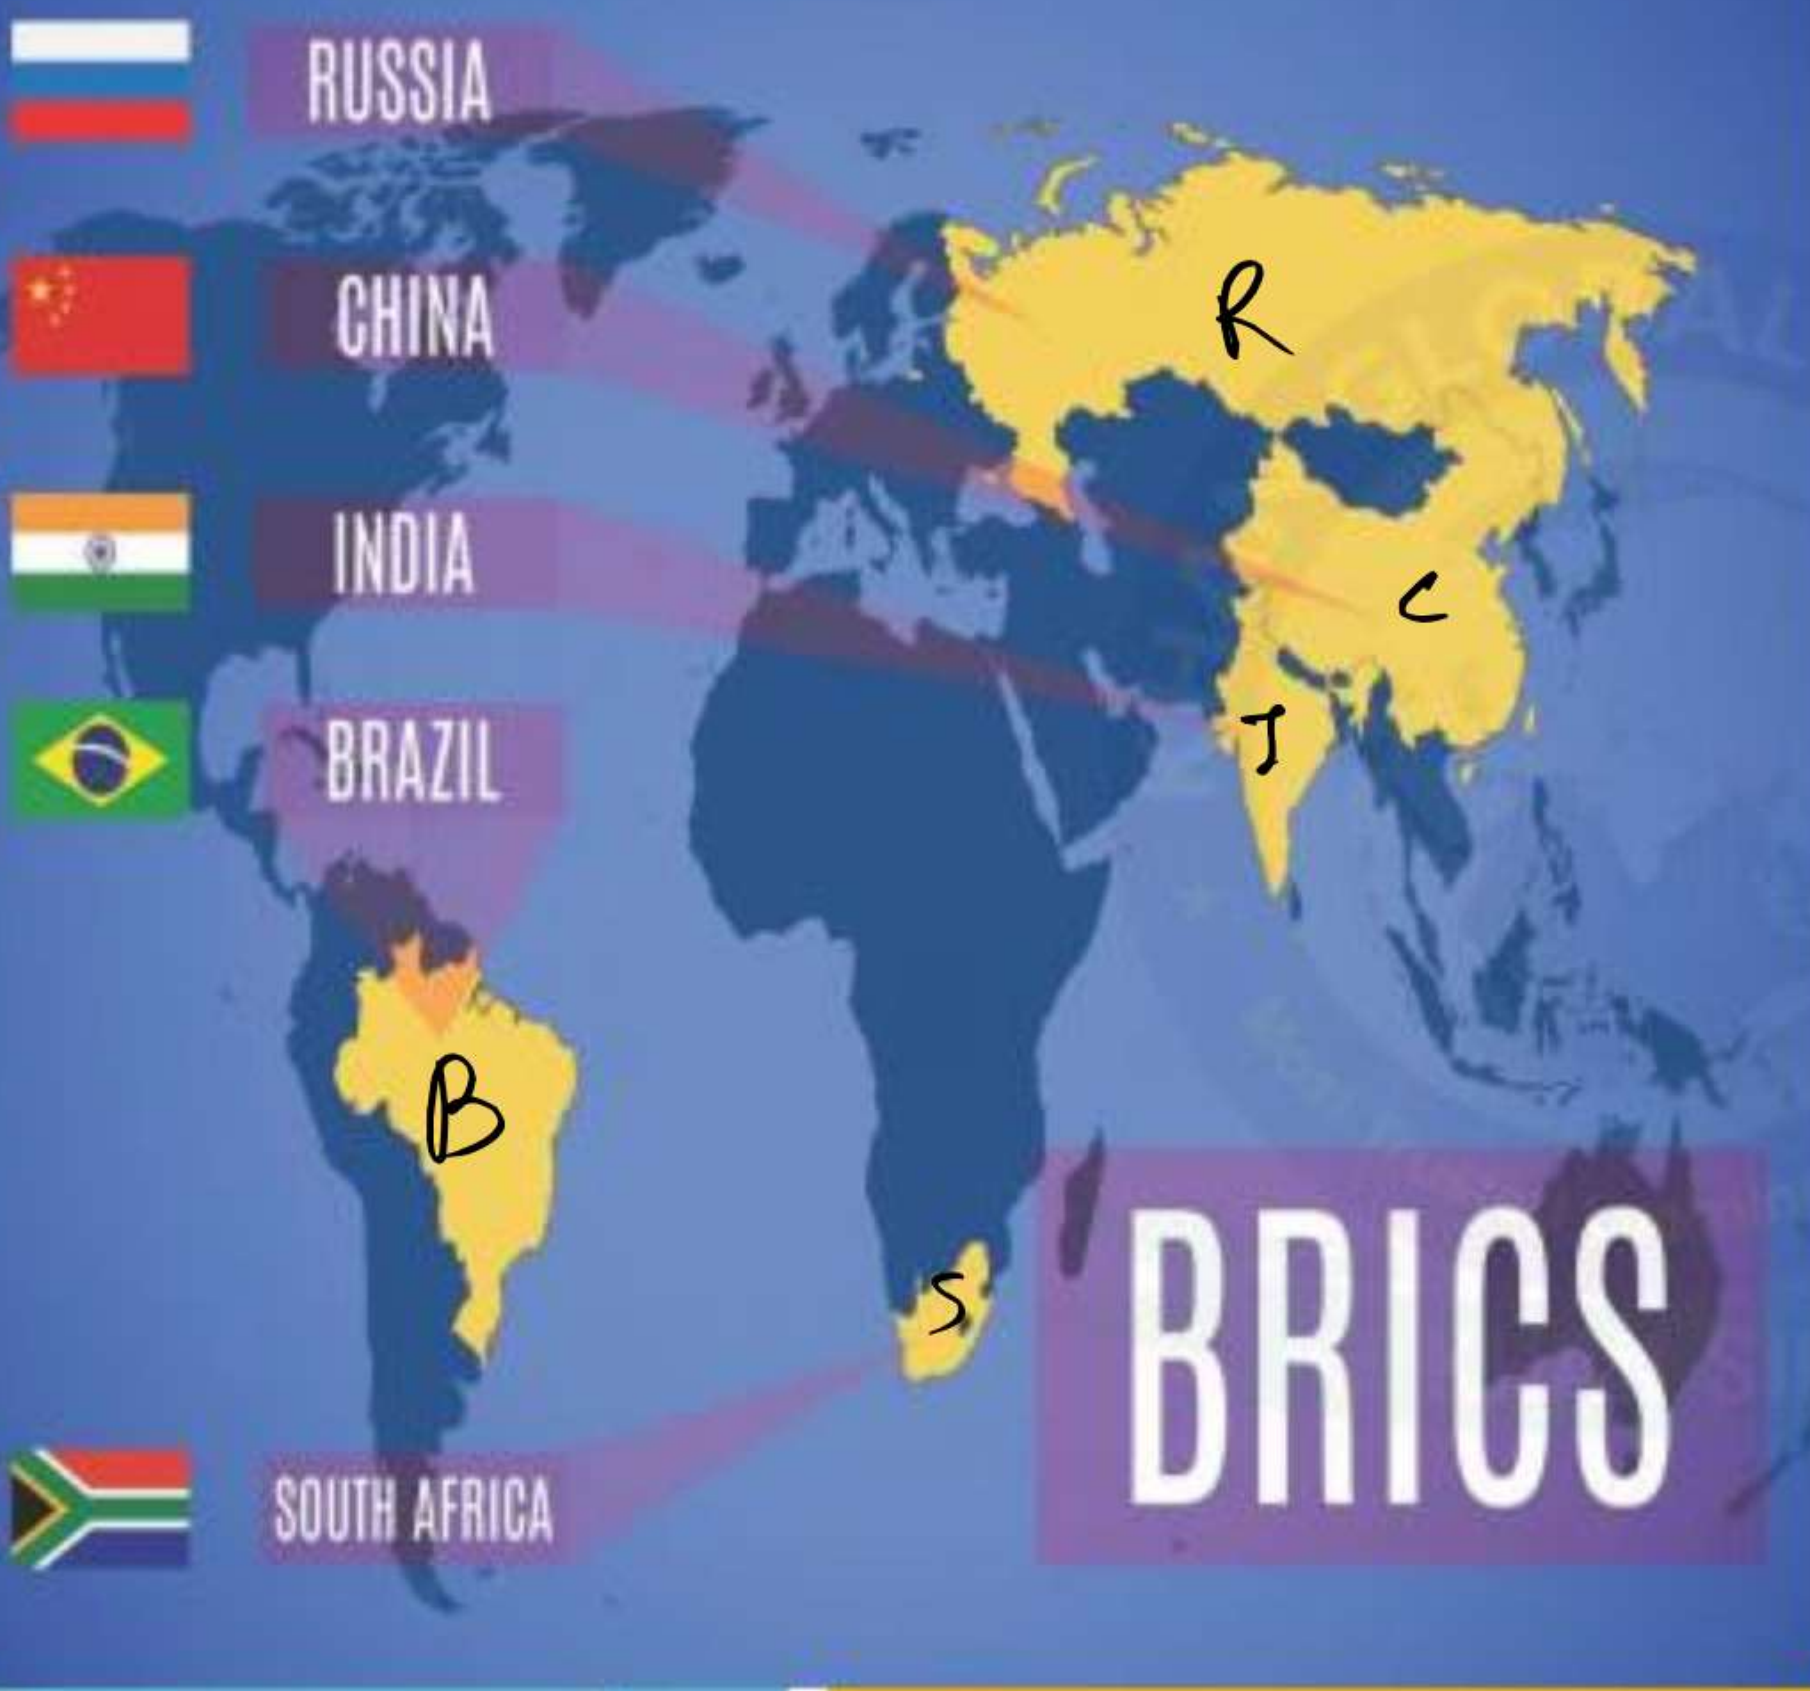 RUSSIA
R
CHINA
C
INDIA
I
BRAZIL
B
S
BRICS
SOUTH AFRICA